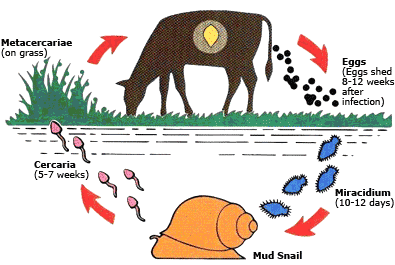 Metacercariae
(on grass)
Eggs
(Eggs shed
8-12 weeks
after
infection)
Cercaria
(5-7 weeks)
Miracidium
(10-12 days)
Mud Snail